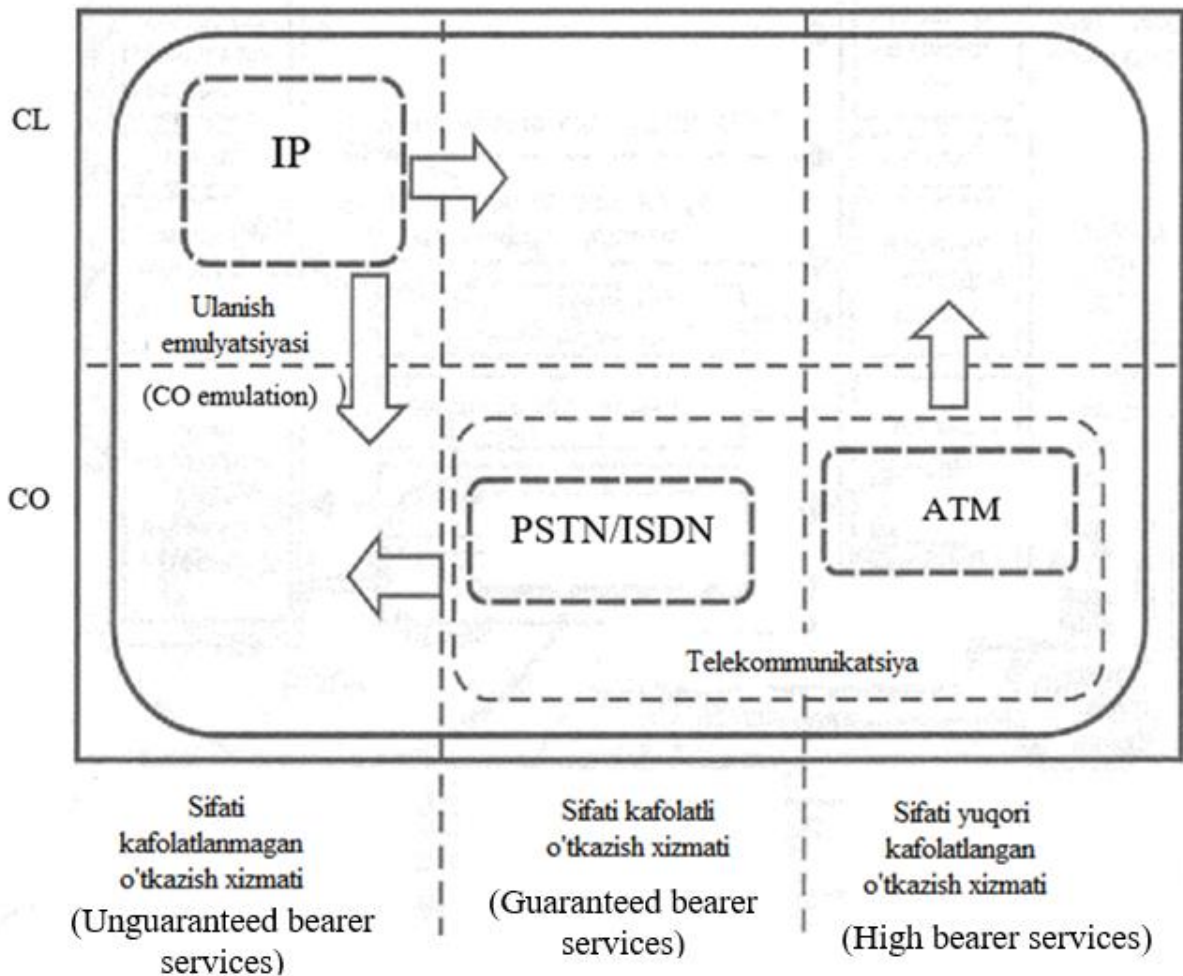 CL
IP
Ulanish
emulyatsiyasi
(CO emulation)
CO
PSTN/ISDN
ATM
Telekommunikatsiya
Sifati
kafolatlanmagan
o'tkazish xizmati
(Unguaranteed bearer
services)
Sifati kafolatli
o'tkazish xizmati
(Guaranteed bearer
services)
Sifati yuqori
kafolatlangan
o'tkazish xizmati
(High bearer services)